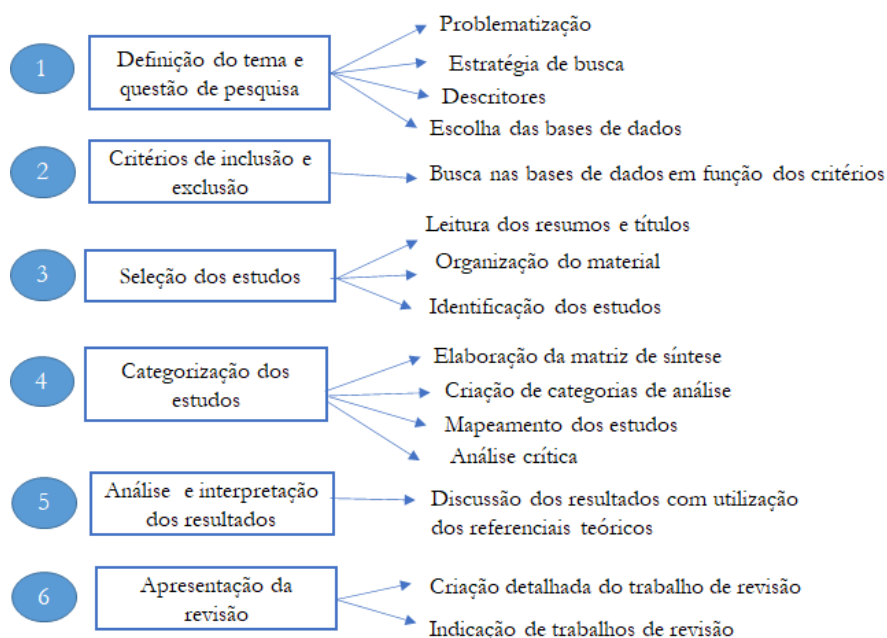 1
Definição do tema e
questão de pesquisa
Problematização
Estratégia de busca
Descritores
Escolha das bases de dados
2
Critérios de inclusão e
exclusão
Busca nas bases de dados em função dos critérios
3
Seleção dos estudos
Leitura dos resumos e títulos
Organização do material
Identificação dos estudos
4
Categorização dos
estudos
Elaboração da matriz de síntese
Criação de categorias de análise
Mapeamento dos estudos
Análise crítica
5
Análise e interpretação
dos resultados
Discussão dos resultados com utilização
dos referenciais teóricos
6
Apresentação da
revisão
Criação detalhada do trabalho de revisão
Indicação de trabalhos de revisão